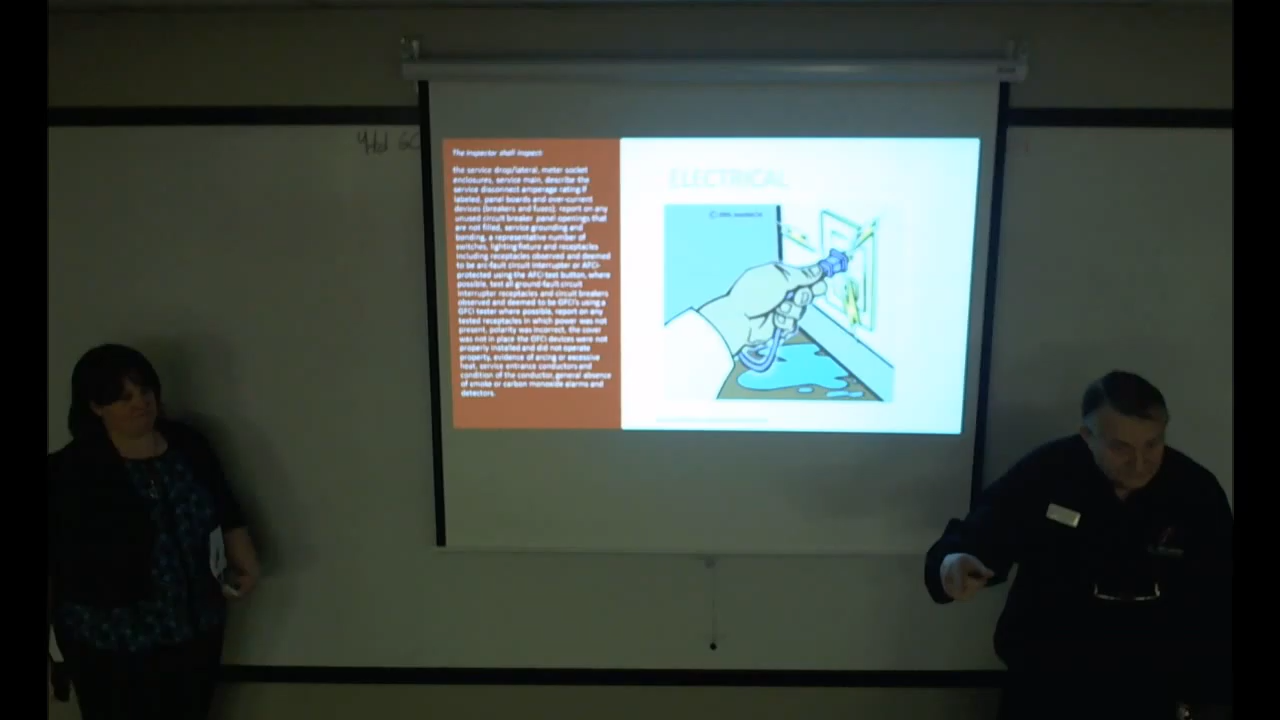 The inspector shall inspect:
the service drop/lateral, meter socket
enclosures, service main, describe the
service disconnect amperage rating if
labeled, panel boards and over-current
devices (breakers and fuses), report on any
unused circuit breaker panel openings that
are not filled, service grounding and
bonding, a representative number of
switches, lighting fixture and receptacles
including receptacles observed and deemed
to be arc-fault circuit interrupter or AFCI-
protected using the AFCI test button, where
possible, test all ground-fault circuit
interrupter receptacles and circuit breakers
observed and deemed to be GFCI's using a
GFCI tester where possible, report on any
tested receptacles in which power was not
present, polarity was incorrect, the cover
was not in place the GFCI devices were not
properly installed and did not operate
property, evidence of arcing or excessive
heat, service entrance conductors and
condition of the conductor, general absence
of smoke or carbon monoxide alarms and
detectors.
ELECTRICAL